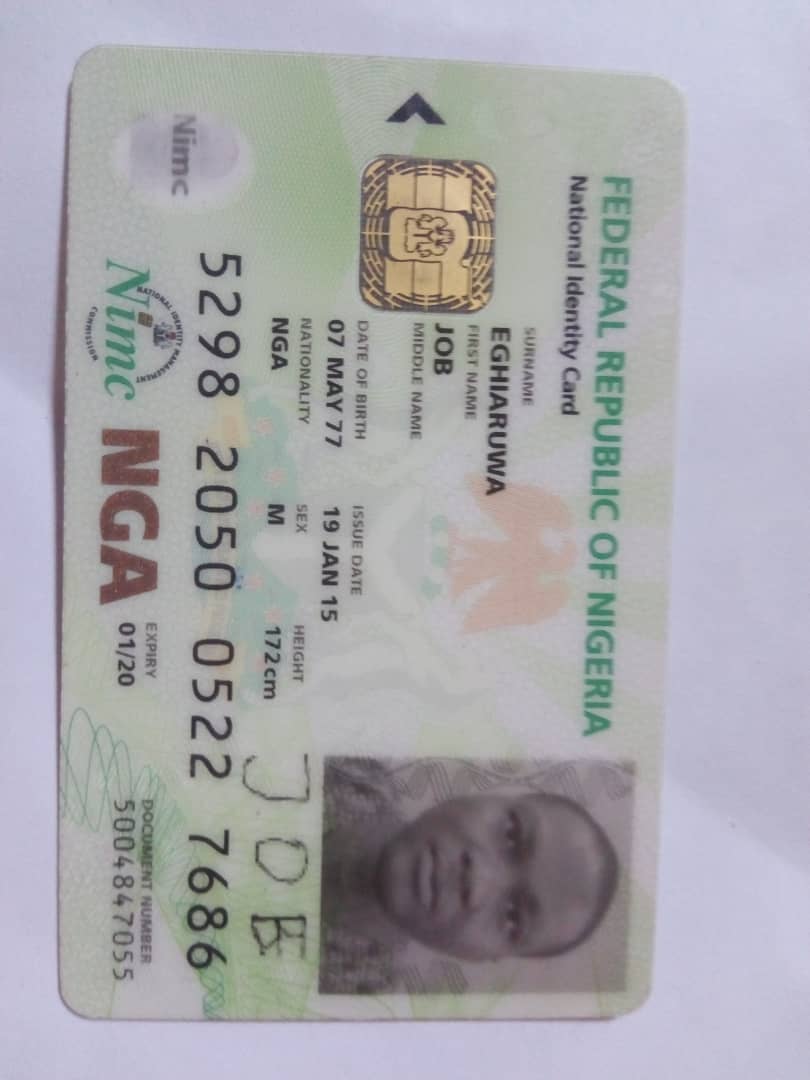 FEDERAL REPUBLIC OF NIGERIA
National Identity Card
SURNAME
EGHIARUWA
FIRST NAME
JOB
MIDDLE NAME
DATE OF BIRTH ISSUE DATE
07 MAY 77 19 JAN 15
NATIONALITY SEX HEIGHT
NGA M 172cm
JOB
5298 2050 0522 7686
Nimc
NATIONAL IDENTITY MANAGEMENT
Nimc
COMMISSION
NGA
EXPIRY
01/20
DOCUMENT NUMBER
5004847055